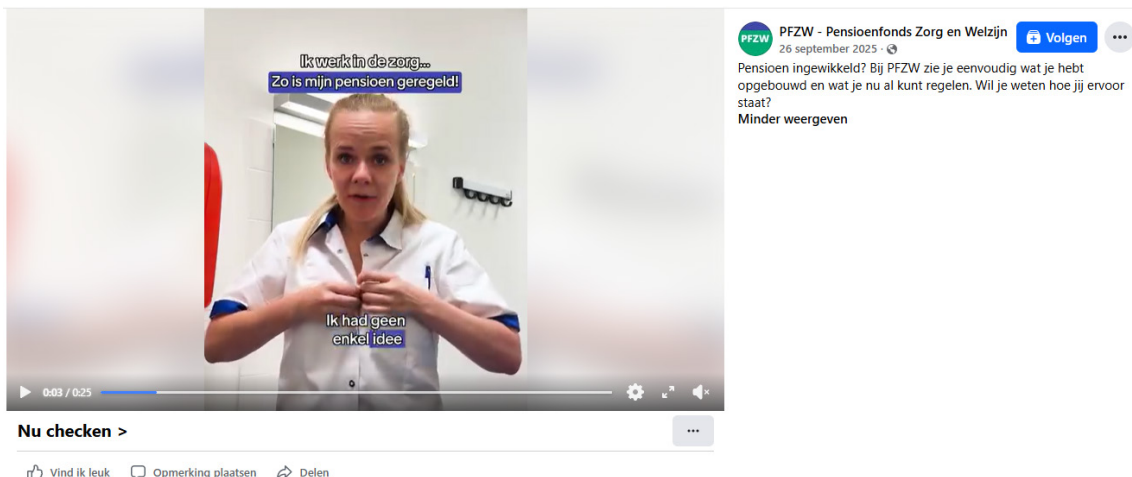 Ik werk in de zorg...
Zo is mijn pensioen geregeld!
Ik had geen
enkel idee
0:03 / 0:25
Nu checken >
Vind ik leuk
Opmerking plaatsen
Delen
PFZW
PFZW - Pensioenfonds Zorg en Welzijn
26 september 2025 ·
Volgen
Pensioen ingewikkeld? Bij PFZW zie je eenvoudig wat je hebt
opgebouwd en wat je nu al kunt regelen. Wil je weten hoe jij ervoor
staat?
Minder weergeven